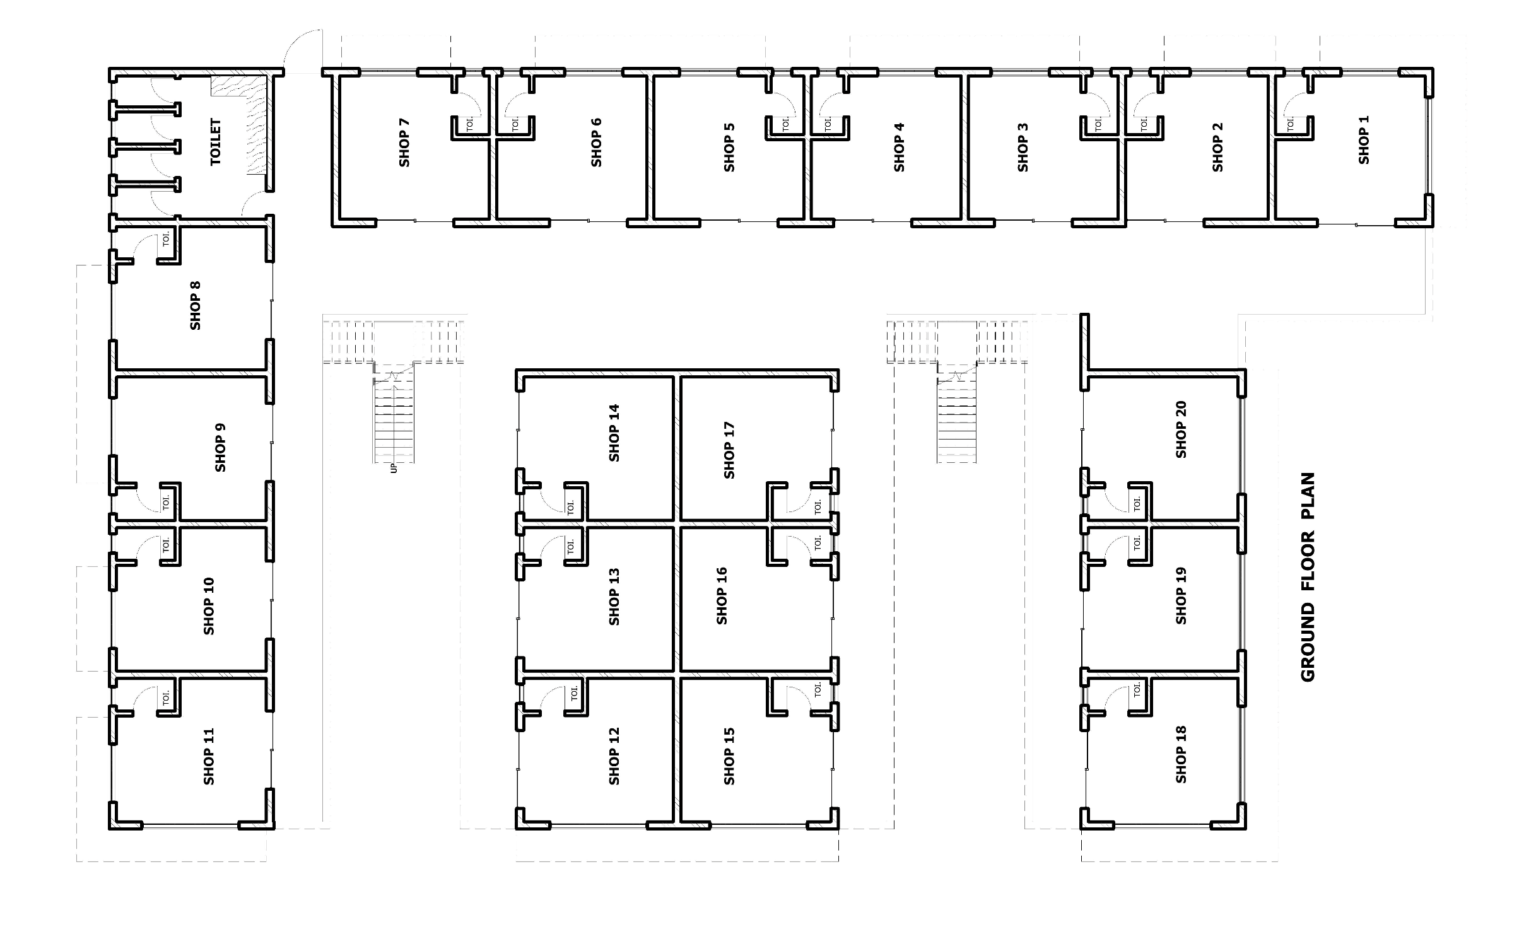 TOILET
SHOP 7
TOI.
TOI.
SHOP 6
SHOP 5
TOI.
TOI.
SHOP 4
SHOP 3
TOI.
TOI.
SHOP 2
TOI.
SHOP 1
TOI.
SHOP 8
SHOP 9
TOI.
TOI.
SHOP 10
TOI.
SHOP 11
UP
SHOP 14
SHOP 17
TOI.
TOI.
TOI.
TOI.
SHOP 13
SHOP 16
TOI.
TOI.
SHOP 12
SHOP 15
SHOP 20
TOI.
TOI.
SHOP 19
TOI.
SHOP 18
GROUND FLOOR PLAN